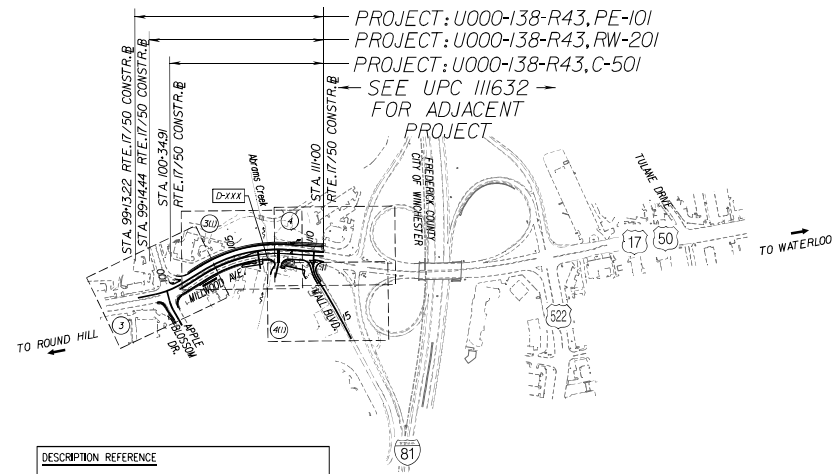 PROJECT: U000-138-R43, PE-101
PROJECT: U000-138-R43, RW-201
PROJECT: U000-138-R43, C-501
SEE UPC 111632
FOR ADJACENT
PROJECT
STA. 99+13.22 RTE. 17/50 CONSTR. B
STA. 99+14.44 RTE. 17/50 CONSTR. B
STA. 100+34.91
RTE. 17/50 CONSTR. B
STA. 111+00
RTE. 17/50 CONSTR. B
Abrams Creek
D-XXX
FREDERICK COUNTY
CITY OF WINCHESTER
TULANE DRIVE
17
50
TO WATERLOO
522
81
3(1)
4
4(1)
3
100
105
110
MILLWOOD AVE.
MALL BLVD.
15
APPLE
BLOSSOM
DR.
TO ROUND HILL
DESCRIPTION REFERENCE